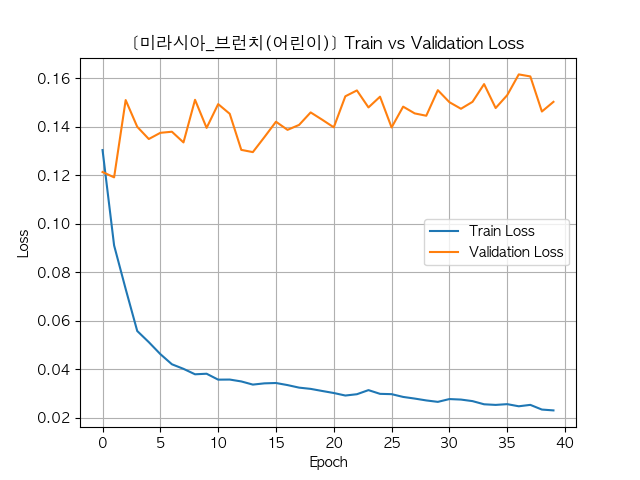 [미라시아_브런치(어린이)] Train vs Validation Loss
0.16
0.14
0.12
0.10
0.08
0.06
0.04
0.02
Loss
Train Loss
Validation Loss
0 5 10 15 20 25 30 35 40
Epoch